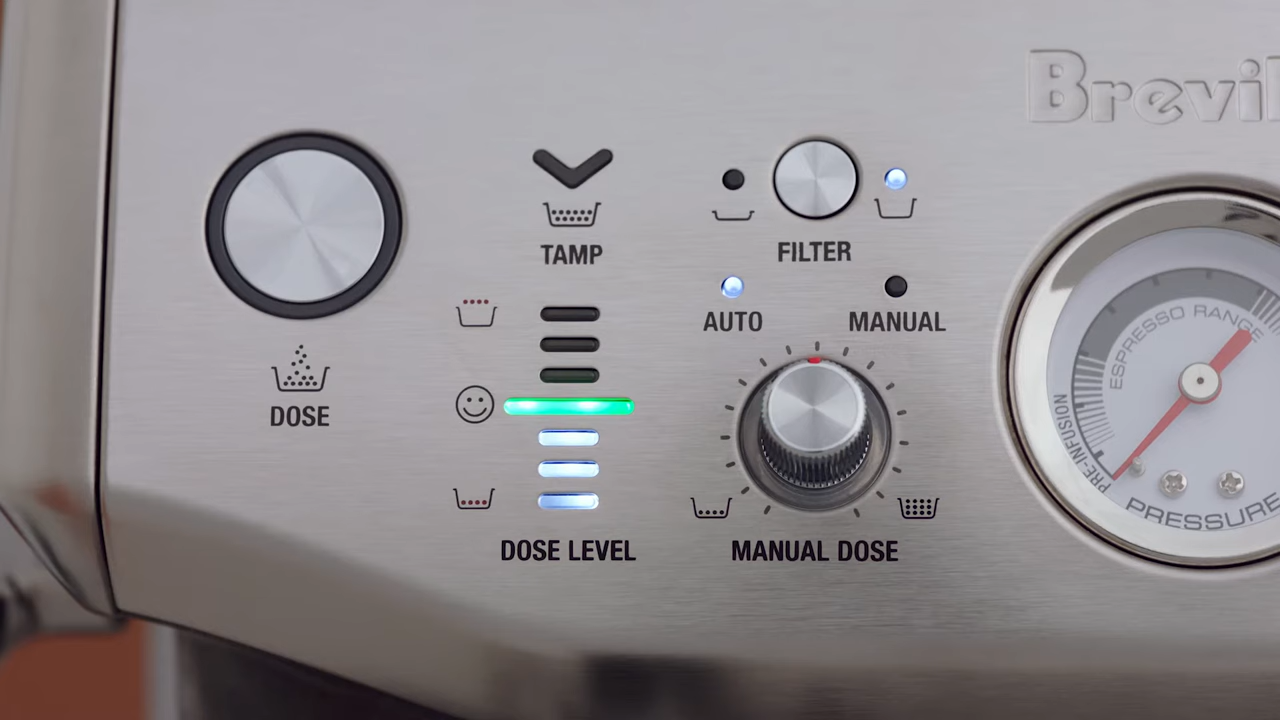 Brevil
TAMP
FILTER
AUTO
MANUAL
DOSE
DOSE LEVEL
MANUAL DOSE
ESPRESSO RANGE
PRE-INFUSION
PRESSURE